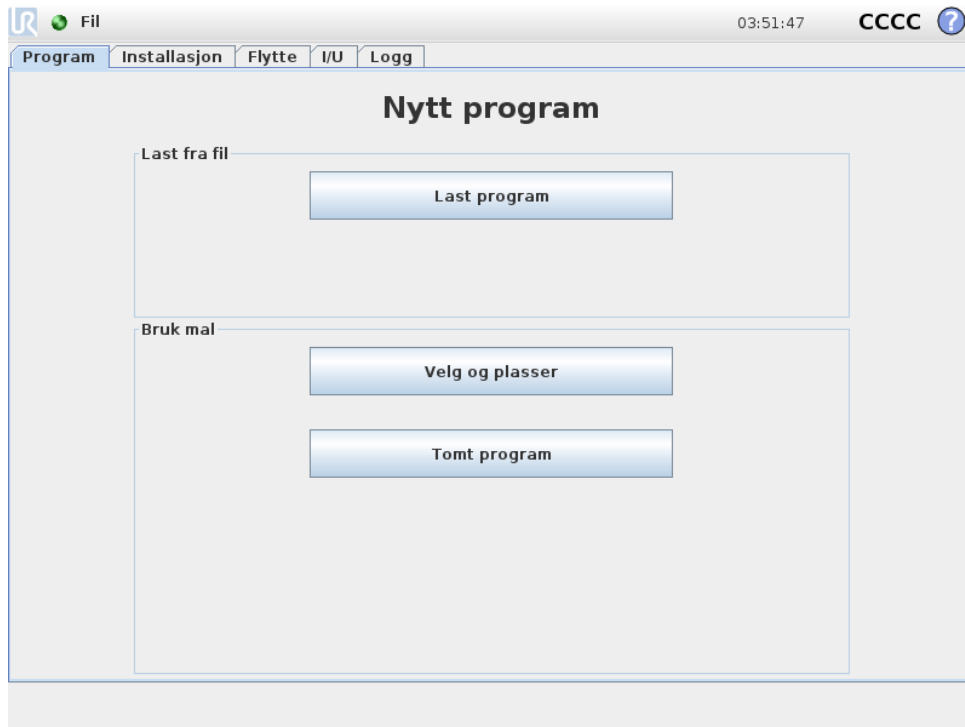 UR Fil 03:51:47 CCCC ?
Program Installasjon Flytte I/U Logg
Nytt program
Last fra fil
Last program
Bruk mal
Velg og plasser
Tomt program